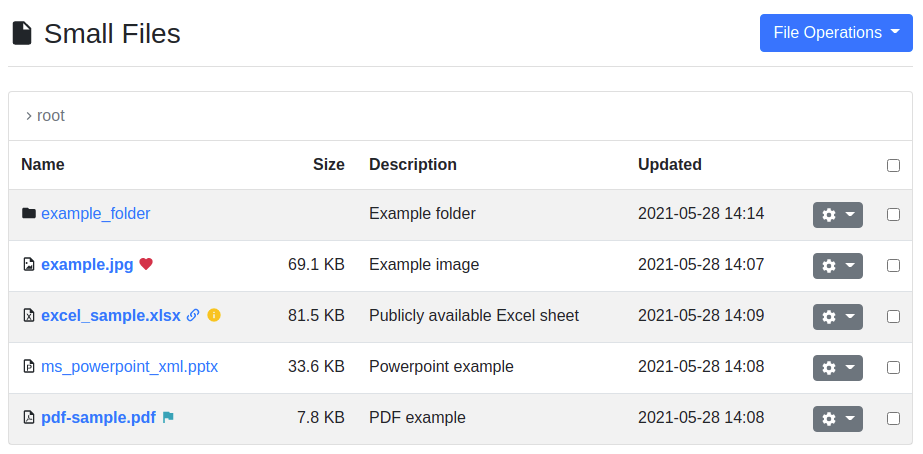 Small Files
File Operations
root
Name Size Description Updated
example_folder Example folder 2021-05-28 14:14
example.jpg 69.1 KB Example image 2021-05-28 14:07
excel_sample.xlsx 81.5 KB Publicly available Excel sheet 2021-05-28 14:09
ms_powerpoint_xml.pptx 33.6 KB Powerpoint example 2021-05-28 14:08
pdf-sample.pdf 7.8 KB PDF example 2021-05-28 14:08